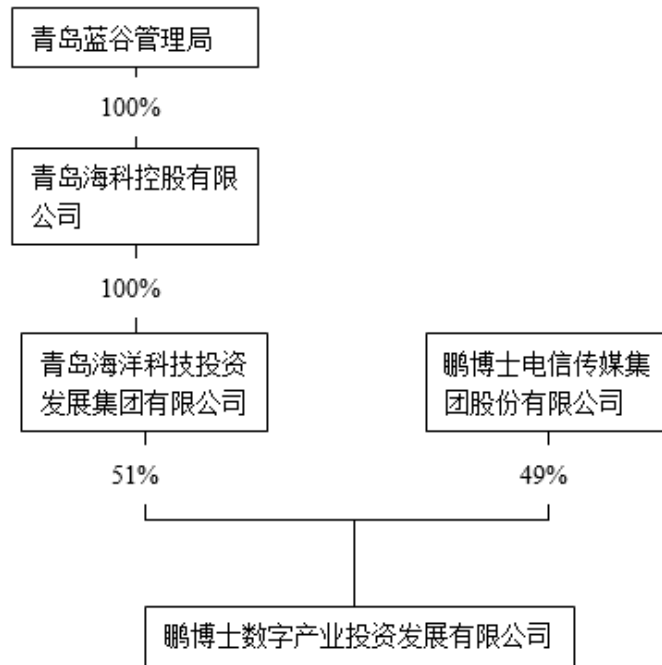 青岛蓝谷管理局
100%
青岛海科控股有限
公司
100%
青岛海洋科技投资
发展集团有限公司
鹏博士电信传媒集
团股份有限公司
51%
49%
鹏博士数字产业投资发展有限公司